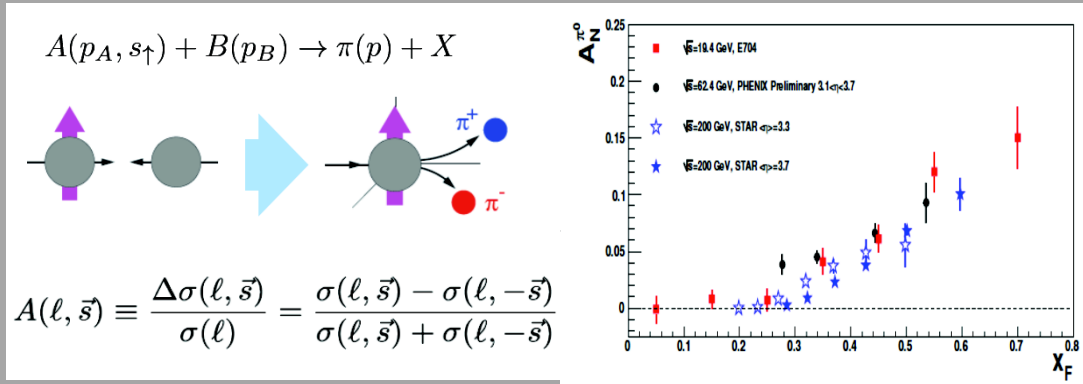 A(p_A, s_↑) + B(p_B) → π(p) + X
π⁺
π⁻
A(ℓ, s⃗) ≡ Δσ(ℓ, s⃗) / σ(ℓ) = σ(ℓ, s⃗) − σ(ℓ, −s⃗) / σ(ℓ, s⃗) + σ(ℓ, −s⃗)
A_N^{π⁰}
0.25
0.2
0.15
0.1
0.05
0
√s=19.4 GeV, E704
√s=62.4 GeV, PHENIX Preliminary 3.1<η<3.7
√s=200 GeV, STAR <η>=3.3
√s=200 GeV, STAR <η>=3.7
0 0.1 0.2 0.3 0.4 0.5 0.6 0.7 0.8
X_F